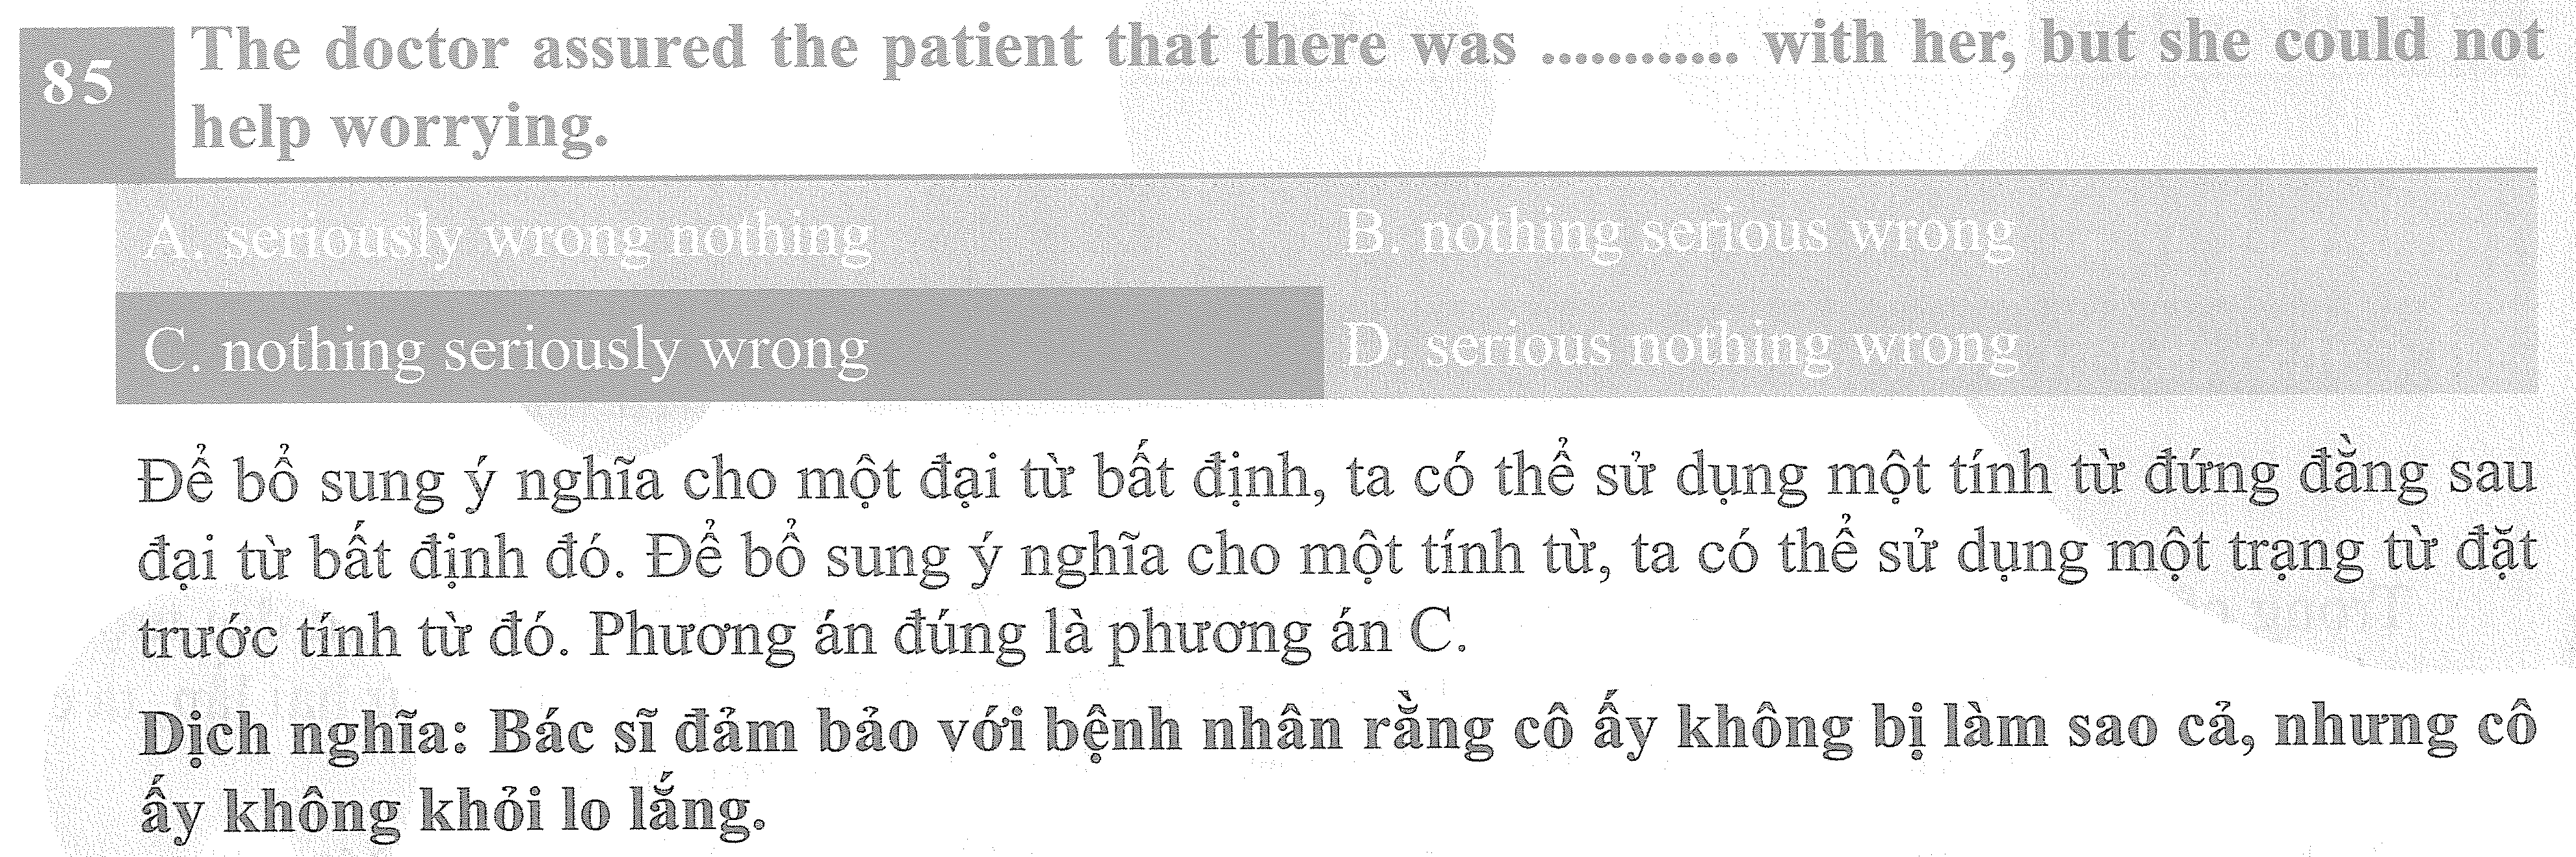 85
The doctor assured the patient that there was ............ with her, but she could not
help worrying.
A. seriously wrong nothing
B. nothing serious wrong
C. nothing seriously wrong
D. serious nothing wrong
Để bổ sung ý nghĩa cho một đại từ bất định, ta có thể sử dụng một tính từ đứng đằng sau
đại từ bất định đó. Để bổ sung ý nghĩa cho một tính từ, ta có thể sử dụng một trạng từ đặt
trước tính từ đó. Phương án đúng là phương án C.
Dịch nghĩa: Bác sĩ đảm bảo với bệnh nhân rằng cô ấy không bị làm sao cả, nhưng cô
ấy không khỏi lo lắng.